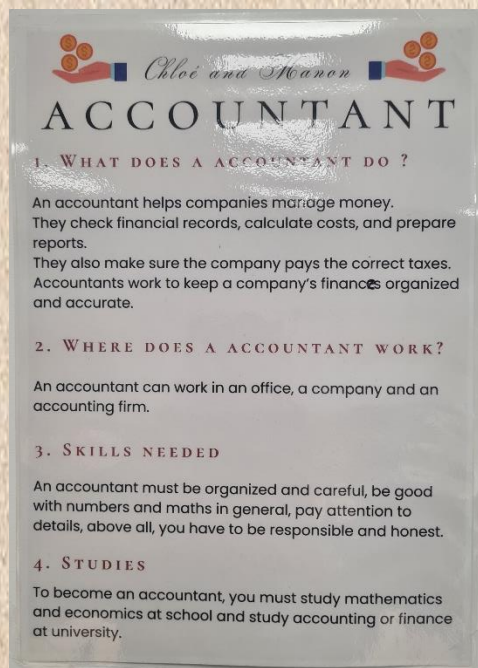 Chloé and Manon
ACCOUNTANT
1. WHAT DOES A ACCOUNTANT DO ?
An accountant helps companies manage money.
They check financial records, calculate costs, and prepare
reports.
They also make sure the company pays the correct taxes.
Accountants work to keep a company's finances organized
and accurate.
2. WHERE DOES A ACCOUNTANT WORK?
An accountant can work in an office, a company and an
accounting firm.
3. SKILLS NEEDED
An accountant must be organized and careful, be good
with numbers and maths in general, pay attention to
details, above all, you have to be responsible and honest.
4. STUDIES
To become an accountant, you must study mathematics
and economics at school and study accounting or finance
at university.